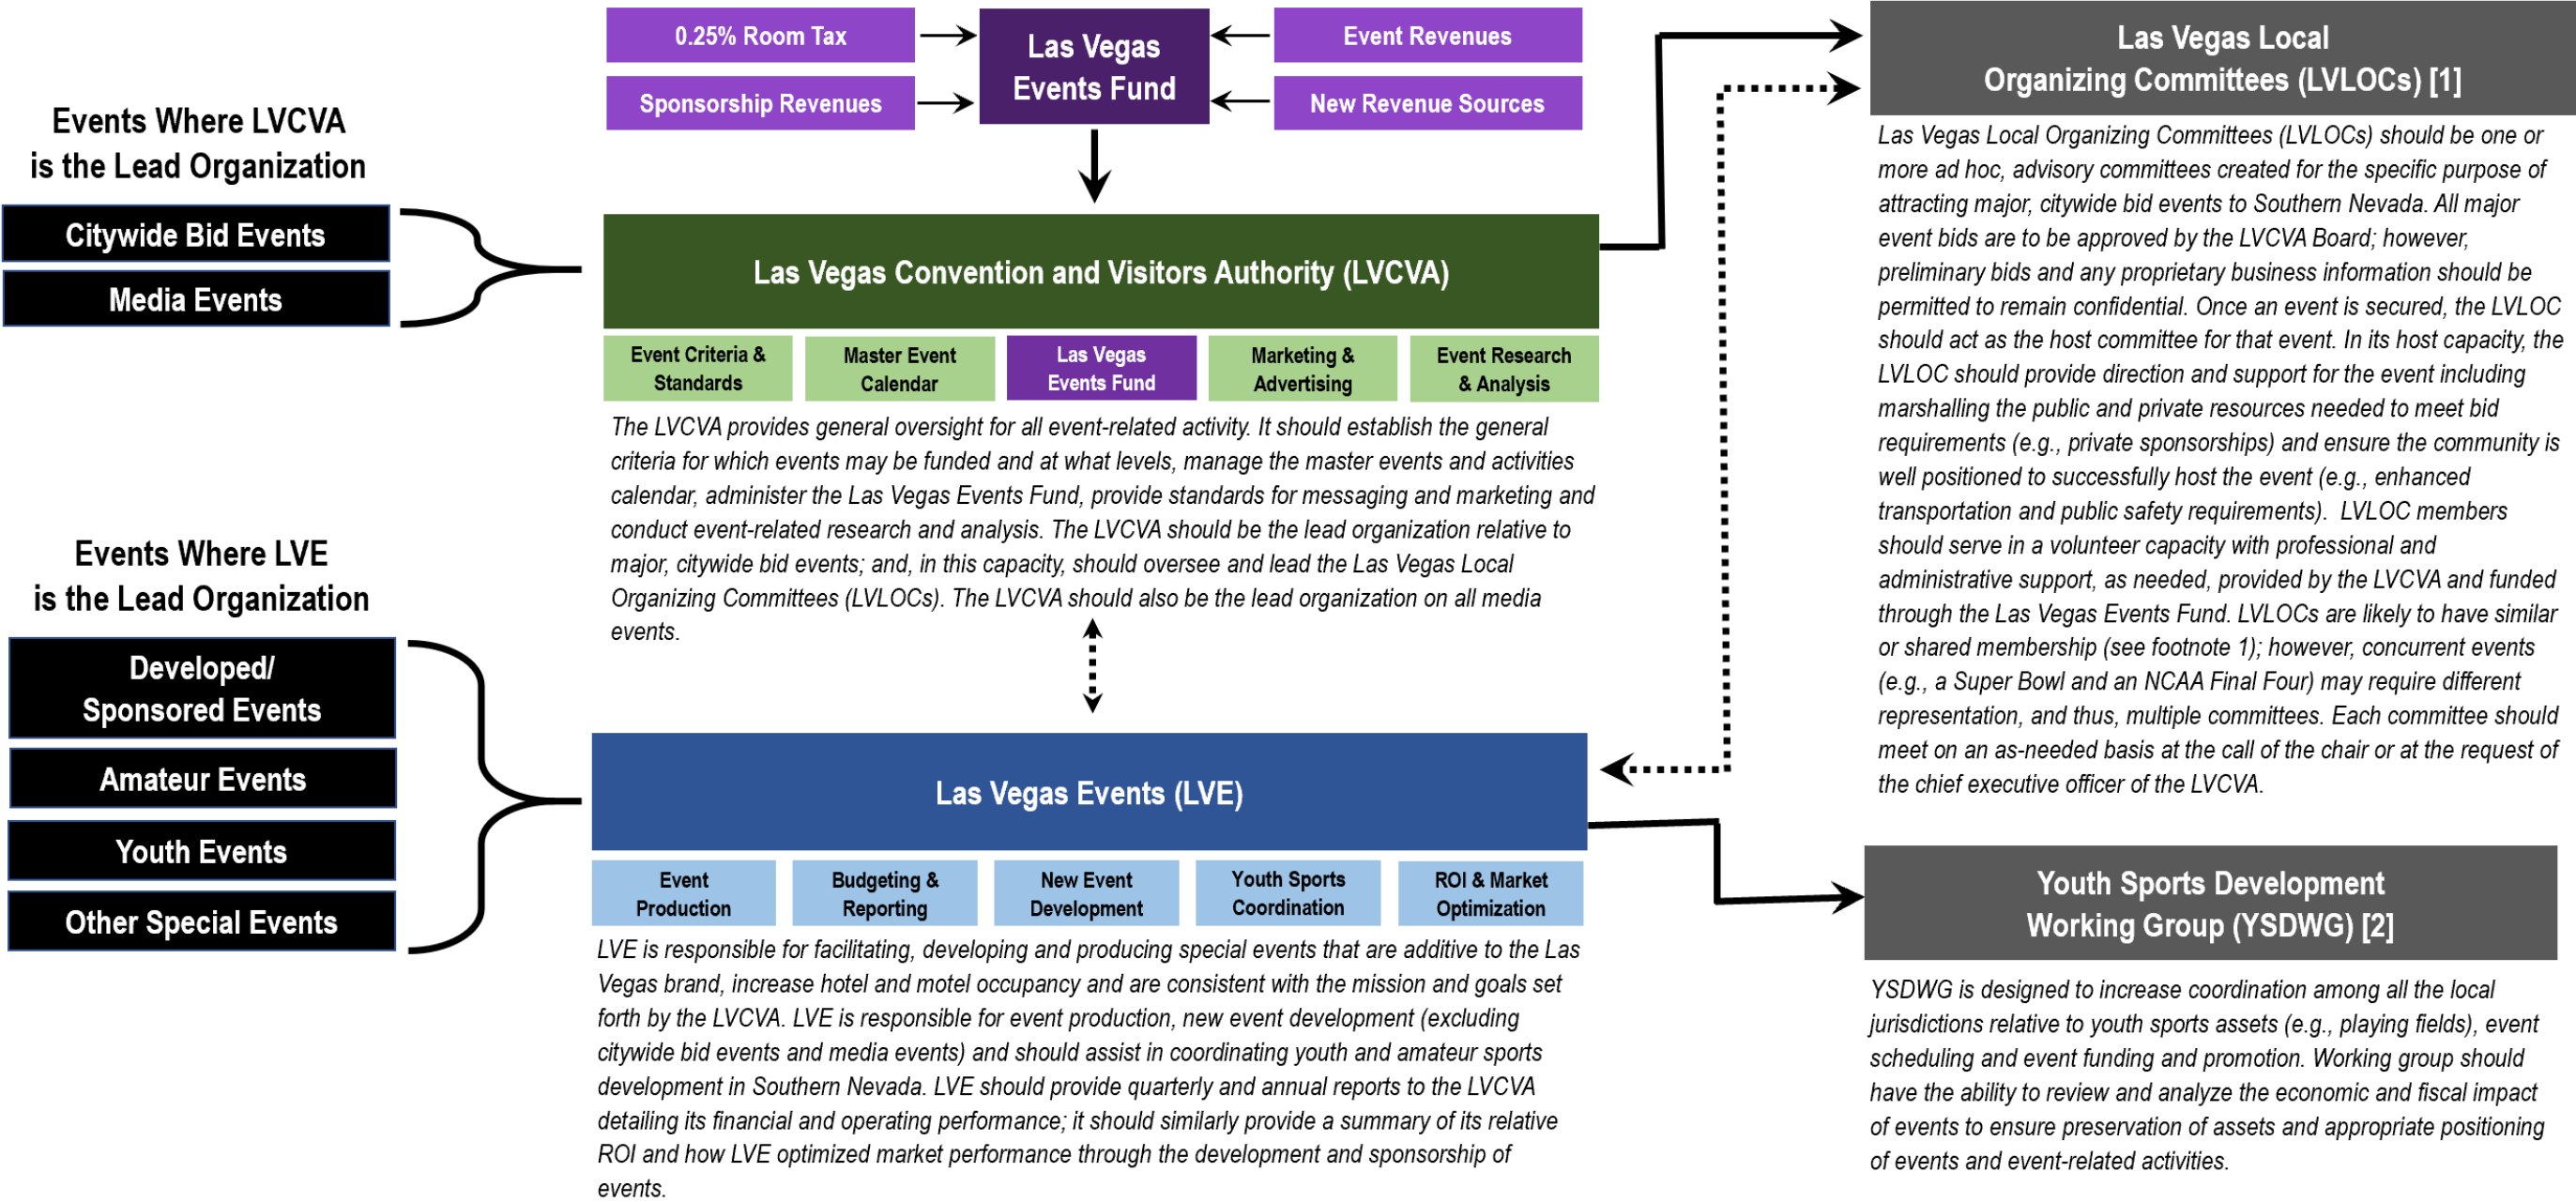 0.25% Room Tax
Sponsorship Revenues
Las Vegas
Events Fund
Event Revenues
New Revenue Sources
Events Where LVCVA
is the Lead Organization
Citywide Bid Events
Media Events
Las Vegas Convention and Visitors Authority (LVCVA)
Event Criteria &
Standards
Master Event
Calendar
Las Vegas
Events Fund
Marketing &
Advertising
Event Research
& Analysis
The LVCVA provides general oversight for all event-related activity. It should establish the general
criteria for which events may be funded and at what levels, manage the master events and activities
calendar, administer the Las Vegas Events Fund, provide standards for messaging and marketing and
conduct event-related research and analysis. The LVCVA should be the lead organization relative to
major, citywide bid events; and, in this capacity, should oversee and lead the Las Vegas Local
Organizing Committees (LVLOCs). The LVCVA should also be the lead organization on all media
events.
Events Where LVE
is the Lead Organization
Developed/
Sponsored Events
Amateur Events
Youth Events
Other Special Events
Las Vegas Events (LVE)
Event
Production
Budgeting &
Reporting
New Event
Development
Youth Sports
Coordination
ROI & Market
Optimization
LVE is responsible for facilitating, developing and producing special events that are additive to the Las
Vegas brand, increase hotel and motel occupancy and are consistent with the mission and goals set
forth by the LVCVA. LVE is responsible for event production, new event development (excluding
citywide bid events and media events) and should assist in coordinating youth and amateur sports
development in Southern Nevada. LVE should provide quarterly and annual reports to the LVCVA
detailing its financial and operating performance; it should similarly provide a summary of its relative
ROI and how LVE optimized market performance through the development and sponsorship of
events.
Las Vegas Local
Organizing Committees (LVLOCs) [1]
Las Vegas Local Organizing Committees (LVLOCs) should be one or
more ad hoc, advisory committees created for the specific purpose of
attracting major, citywide bid events to Southern Nevada. All major
event bids are to be approved by the LVCVA Board; however,
preliminary bids and any proprietary business information should be
permitted to remain confidential. Once an event is secured, the LVLOC
should act as the host committee for that event. In its host capacity, the
LVLOC should provide direction and support for the event including
marshalling the public and private resources needed to meet bid
requirements (e.g., private sponsorships) and ensure the community is
well positioned to successfully host the event (e.g., enhanced
transportation and public safety requirements). LVLOC members
should serve in a volunteer capacity with professional and
administrative support, as needed, provided by the LVCVA and funded
through the Las Vegas Events Fund. LVLOCs are likely to have similar
or shared membership (see footnote 1); however, concurrent events
(e.g., a Super Bowl and an NCAA Final Four) may require different
representation, and thus, multiple committees. Each committee should
meet on an as-needed basis at the call of the chair or at the request of
the chief executive officer of the LVCVA.
Youth Sports Development
Working Group (YSDWG) [2]
YSDWG is designed to increase coordination among all the local
jurisdictions relative to youth sports assets (e.g., playing fields), event
scheduling and event funding and promotion. Working group should
have the ability to review and analyze the economic and fiscal impact
of events to ensure preservation of assets and appropriate positioning
of events and event-related activities.